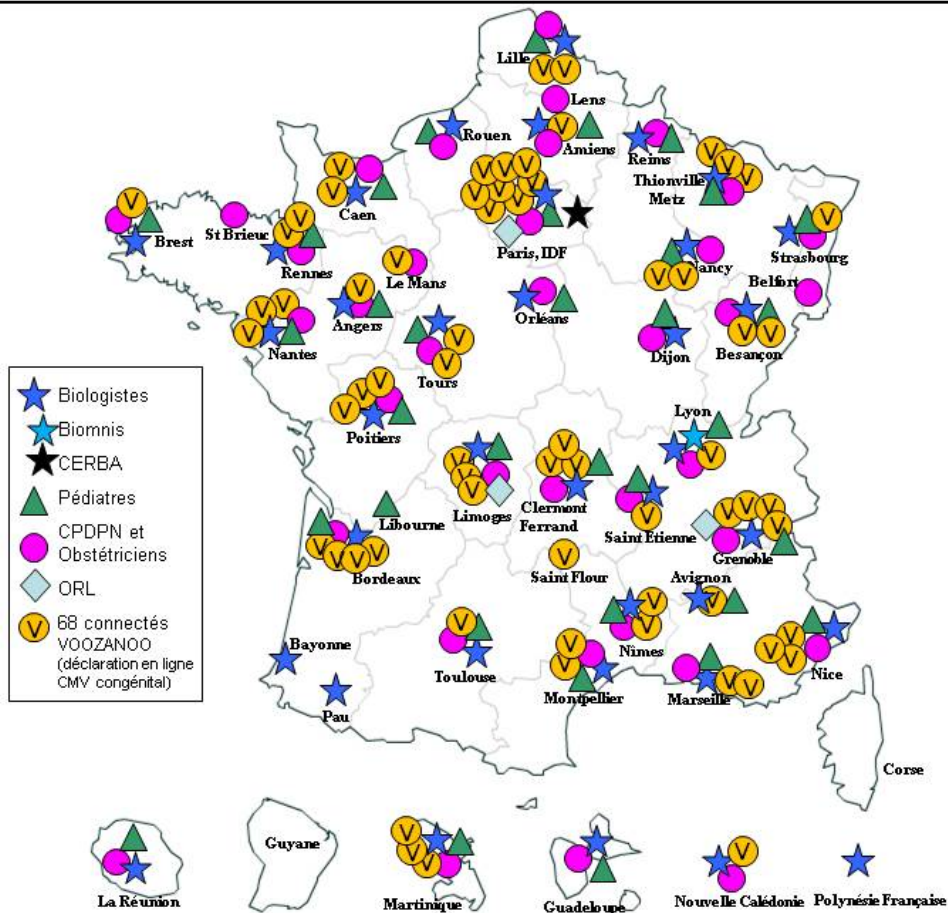 Lille
V V
Lens
Rouen
V
Amiens
Reims
V V V
Thionville
Metz
V V
Caen
V V V V V V V V V
Paris, IDF
V
Brest
St Brieuc
V V
Rennes
V
Le Mans
V
Nancy
V V
V
Strasbourg
Belfort
V
Angers
Orléans
V V V
Nantes
V V
Tours
Dijon
V V
Besançon
V V V
Poitiers
Lyon
V
V V V
Limoges
V V V
Clermont
Ferrand
V
Saint Etienne
V V V V
Grenoble
Libourne
V V V V
Bordeaux
V
Saint Flour
Avignon
V
V V
Nîmes
Bayonne
Pau
V
Toulouse
V V
Montpellier
V V
Marseille
V V V
Nice
Corse
Biologistes
Biomnis
CERBA
Pédiatres
CPDPN et
Obstétriciens
ORL
V
68 connectés
VOOZANOO
(déclaration en ligne
CMV congénital)
La Réunion
Guyane
V V V
Martinique
Guadeloupe
V
Nouvelle Calédonie
Polynésie Française